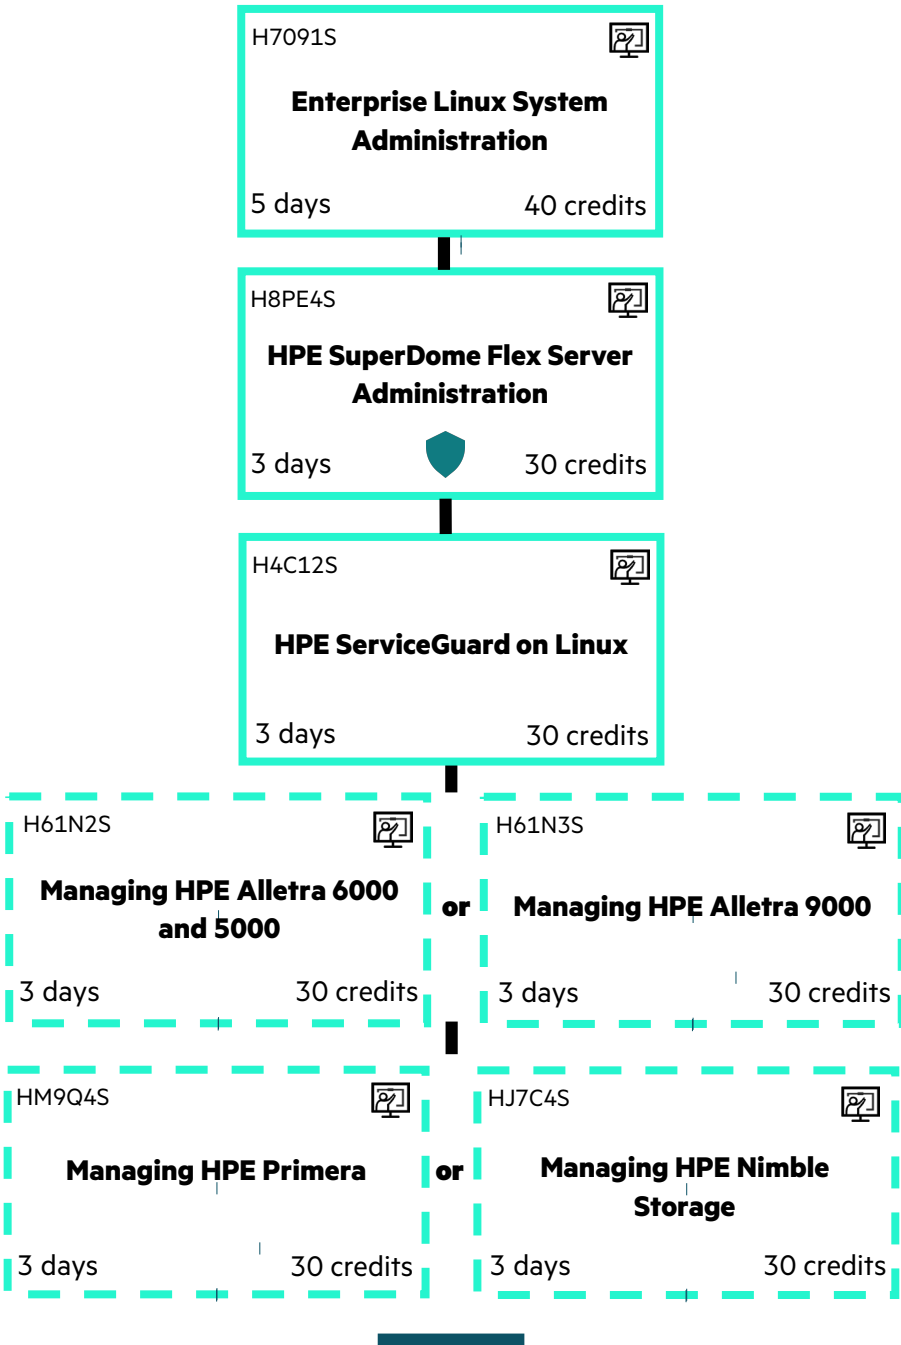 H7091S
Enterprise Linux System
Administration
5 days 40 credits
H8PE4S
HPE SuperDome Flex Server
Administration
3 days 30 credits
H4C12S
HPE ServiceGuard on Linux
3 days 30 credits
H61N2S
Managing HPE Alletra 6000
and 5000
3 days 30 credits
or
H61N3S
Managing HPE Alletra 9000
3 days 30 credits
HM9Q4S
Managing HPE Primera
3 days 30 credits
or
HJ7C4S
Managing HPE Nimble
Storage
3 days 30 credits